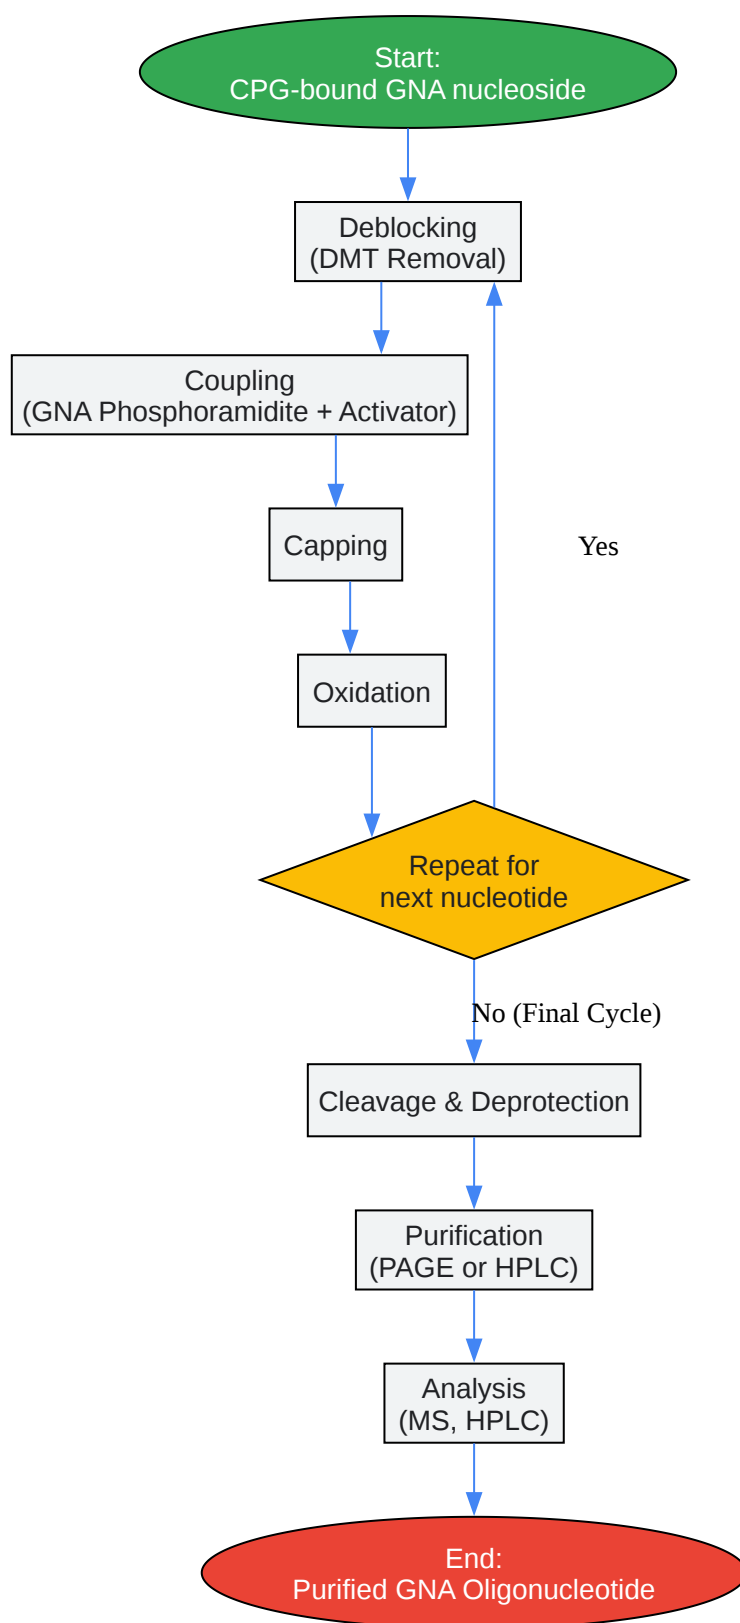 Start:
CPG-bound GNA nucleoside
Deblocking
(DMT Removal)
Coupling
(GNA Phosphoramidite + Activator)
Capping
Yes
Oxidation
Repeat for
next nucleotide
No (Final Cycle)
Cleavage & Deprotection
Purification
(PAGE or HPLC)
Analysis
(MS, HPLC)
End:
Purified GNA Oligonucleotide